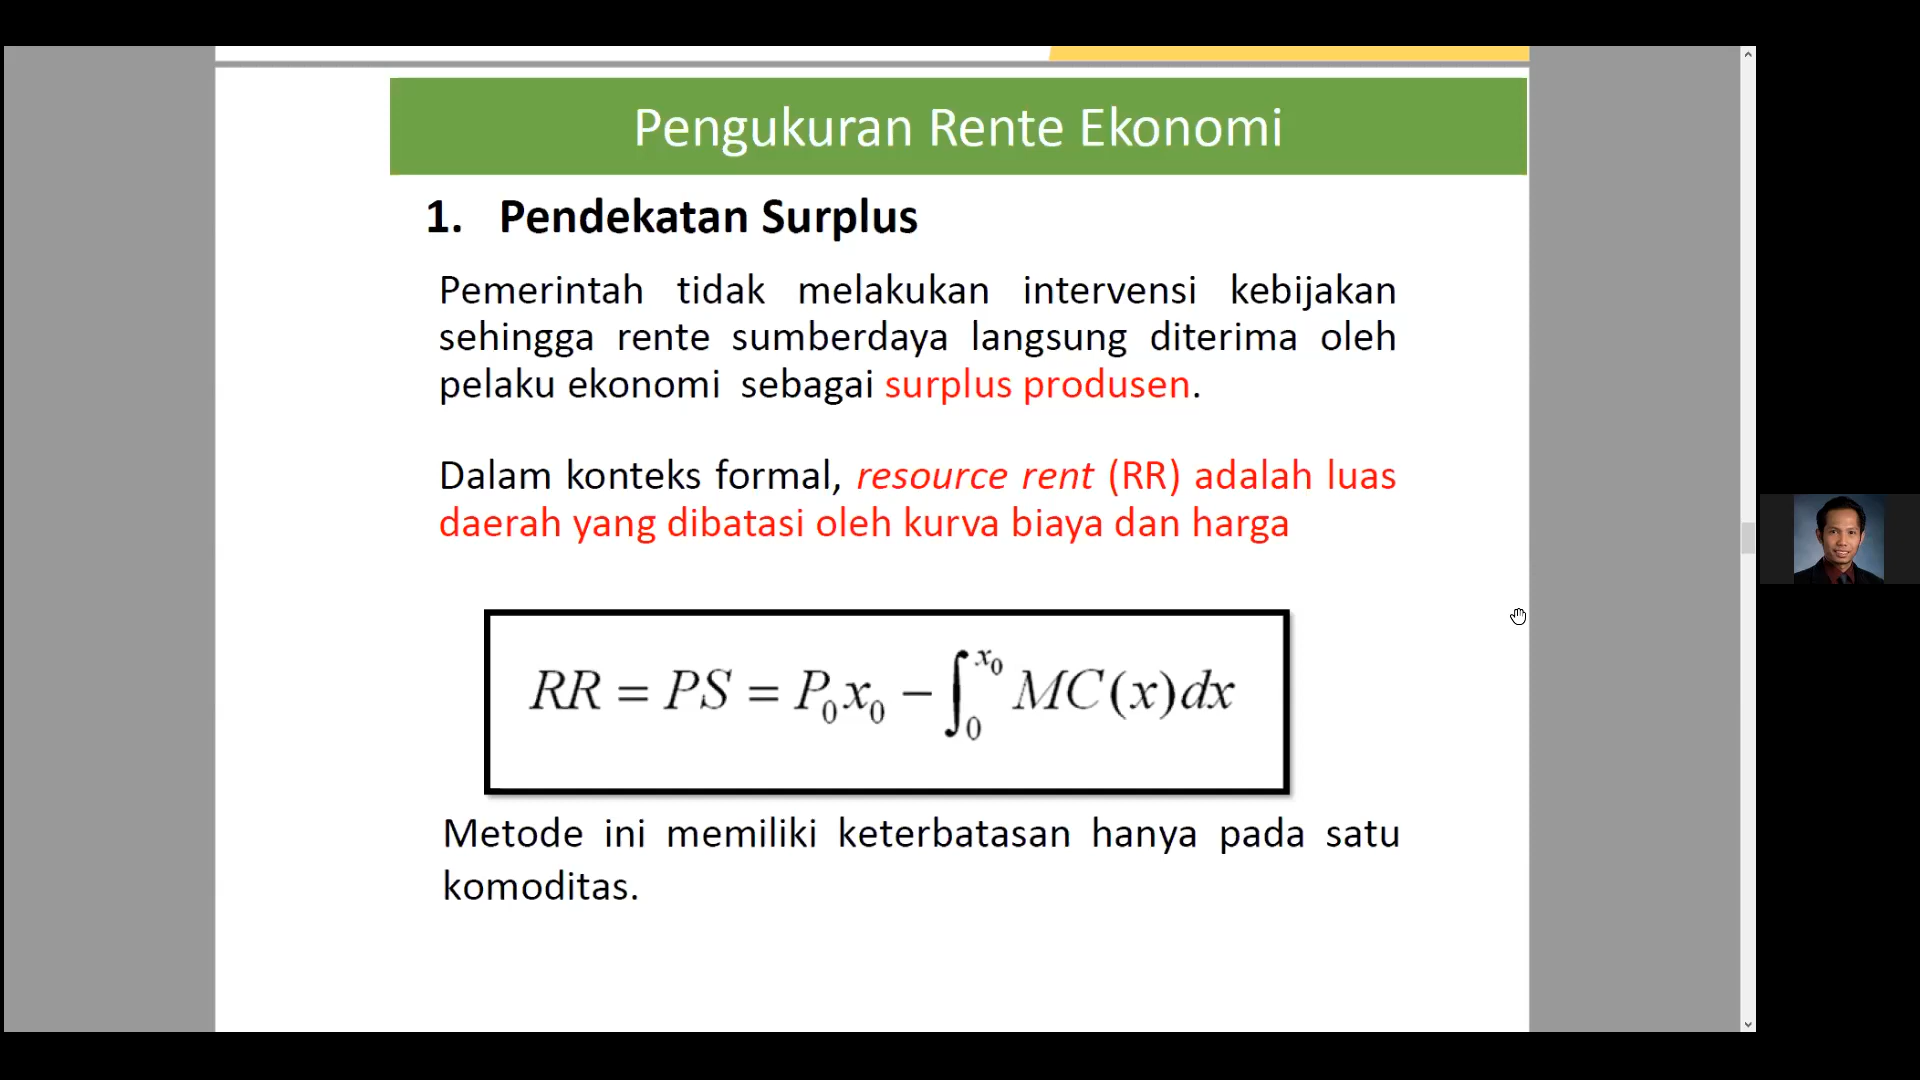 Pengukuran Rente Ekonomi
1. Pendekatan Surplus
Pemerintah tidak melakukan intervensi kebijakan
sehingga rente sumberdaya langsung diterima oleh
pelaku ekonomi sebagai surplus produsen.
Dalam konteks formal, resource rent (RR) adalah luas
daerah yang dibatasi oleh kurva biaya dan harga
RR = PS = P₀x₀ − ∫₀^{x₀} MC(x)dx
Metode ini memiliki keterbatasan hanya pada satu
komoditas.